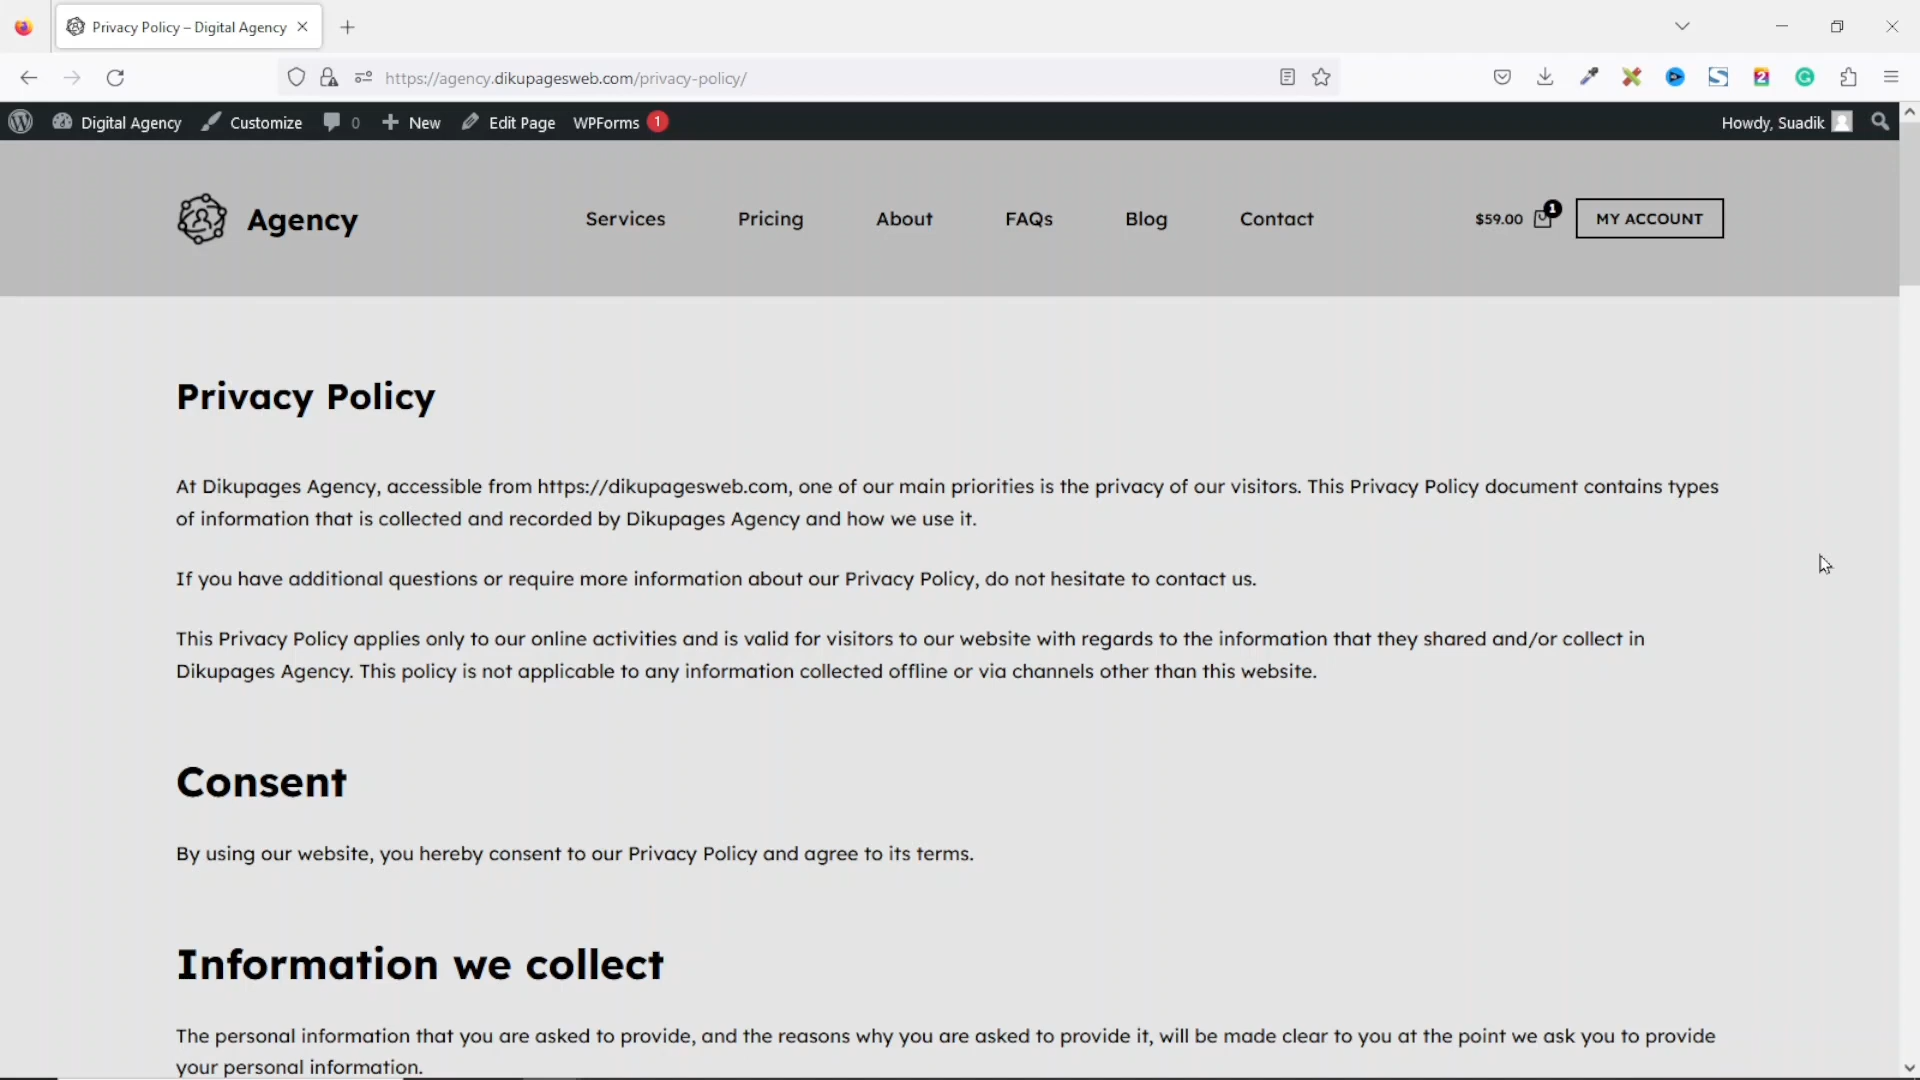 Privacy Policy – Digital Agency
https://agency.dikupagesweb.com/privacy-policy/
Digital Agency Customize 0 New Edit Page WPForms 1 Howdy, Suadik
Agency Services Pricing About FAQs Blog Contact $59.00 1 MY ACCOUNT
Privacy Policy
At Dikupages Agency, accessible from https://dikupagesweb.com, one of our main priorities is the privacy of our visitors. This Privacy Policy document contains types
of information that is collected and recorded by Dikupages Agency and how we use it.
If you have additional questions or require more information about our Privacy Policy, do not hesitate to contact us.
This Privacy Policy applies only to our online activities and is valid for visitors to our website with regards to the information that they shared and/or collect in
Dikupages Agency. This policy is not applicable to any information collected offline or via channels other than this website.
Consent
By using our website, you hereby consent to our Privacy Policy and agree to its terms.
Information we collect
The personal information that you are asked to provide, and the reasons why you are asked to provide it, will be made clear to you at the point we ask you to provide
your personal information.